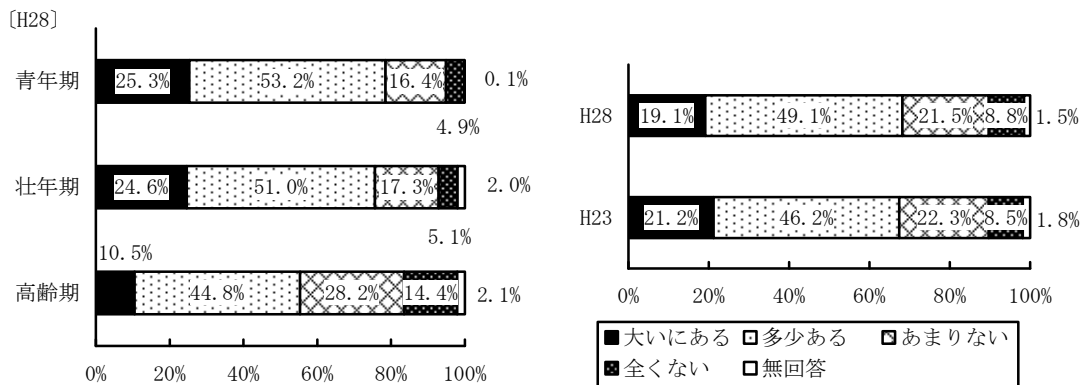 〔H28〕
青年期 25.3% 53.2% 16.4% 0.1%
4.9%
壮年期 24.6% 51.0% 17.3% 2.0%
5.1%
10.5%
高齢期 44.8% 28.2% 14.4% 2.1%
0% 20% 40% 60% 80% 100%
H28 19.1% 49.1% 21.5% 8.8% 1.5%
H23 21.2% 46.2% 22.3% 8.5% 1.8%
0% 20% 40% 60% 80% 100%
大いにある 多少ある あまりない
全くない 無回答